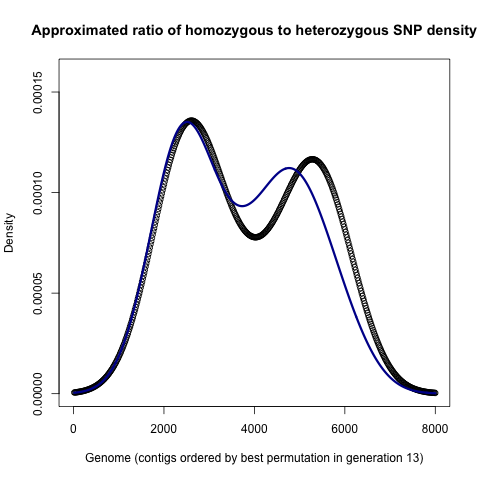 Approximated ratio of homozygous to heterozygous SNP density
0.00015
0.00010
0.00005
0.00000
Density
0 2000 4000 6000 8000
Genome (contigs ordered by best permutation in generation 13)